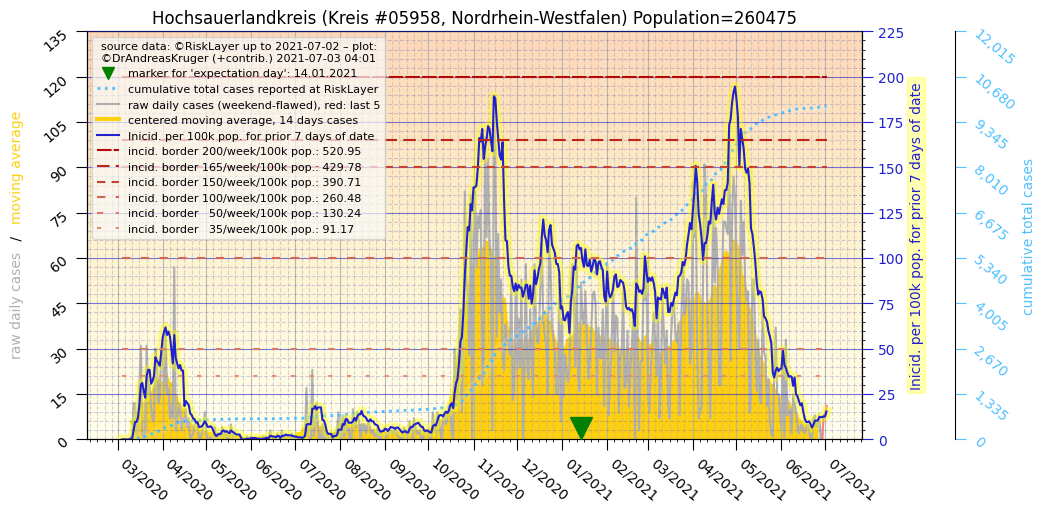 Hochsauerlandkreis (Kreis #05958, Nordrhein-Westfalen) Population=260475
source data: ©RiskLayer up to 2021-07-02 – plot:
©DrAndreasKruger (+contrib.) 2021-07-03 04:01
marker for 'expectation day': 14.01.2021
cumulative total cases reported at RiskLayer
raw daily cases (weekend-flawed), red: last 5
centered moving average, 14 days cases
Inicid. per 100k pop. for prior 7 days of date
incid. border 200/week/100k pop.: 520.95
incid. border 165/week/100k pop.: 429.78
incid. border 150/week/100k pop.: 390.71
incid. border 100/week/100k pop.: 260.48
incid. border   50/week/100k pop.: 130.24
incid. border   35/week/100k pop.: 91.17
raw daily cases / moving average
135
120
105
90
75
60
45
30
15
0
225
200
175
150
125
100
75
50
25
0
Inicid. per 100k pop. for prior 7 days of date
12,015
10,680
9,345
8,010
6,675
5,340
4,005
2,670
1,335
0
cumulative total cases
03/2020
04/2020
05/2020
06/2020
07/2020
08/2020
09/2020
10/2020
11/2020
12/2020
01/2021
02/2021
03/2021
04/2021
05/2021
06/2021
07/2021